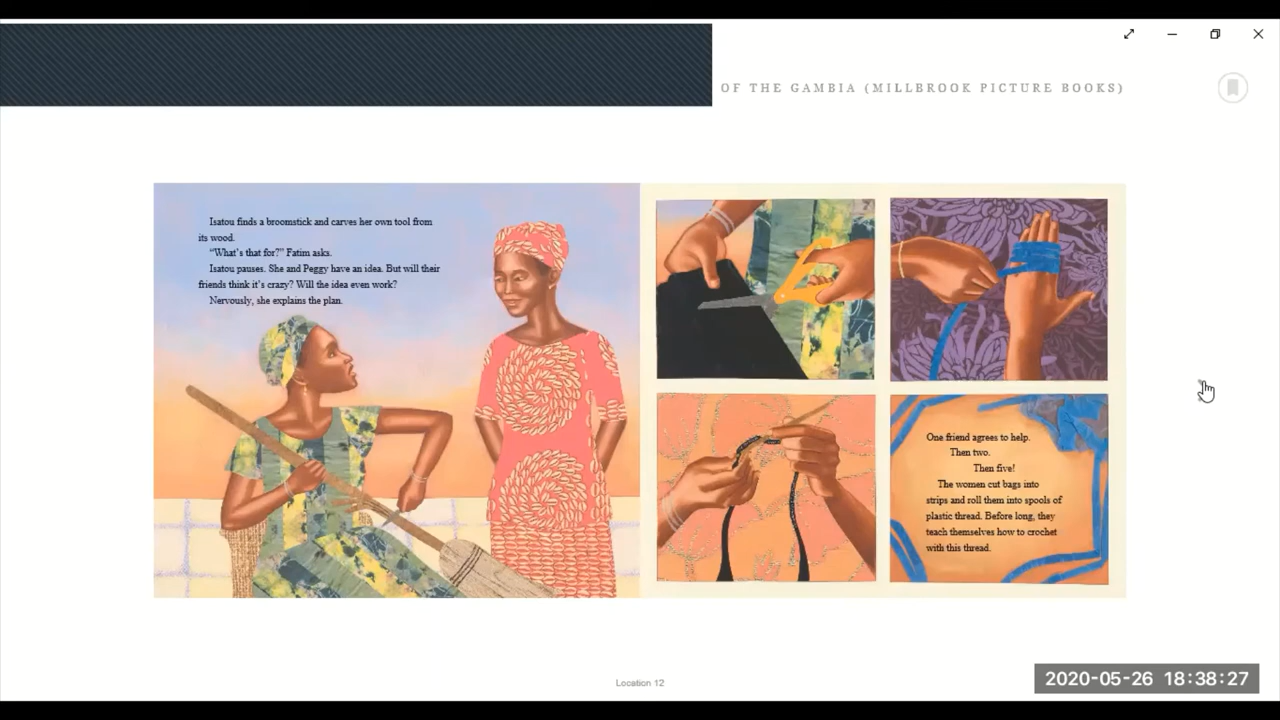 OF THE GAMBIA (MILLBROOK PICTURE BOOKS)
Isatou finds a broomstick and carves her own tool from
its wood.
“What’s that for?” Fatim asks.
Isatou pauses. She and Peggy have an idea. But will their
friends think it’s crazy? Will the idea even work?
Nervously, she explains the plan.
One friend agrees to help.
Then two.
Then five!
The women cut bags into
strips and roll them into spools of
plastic thread. Before long, they
teach themselves how to crochet
with this thread.
Location 12
2020-05-26 18:38:27